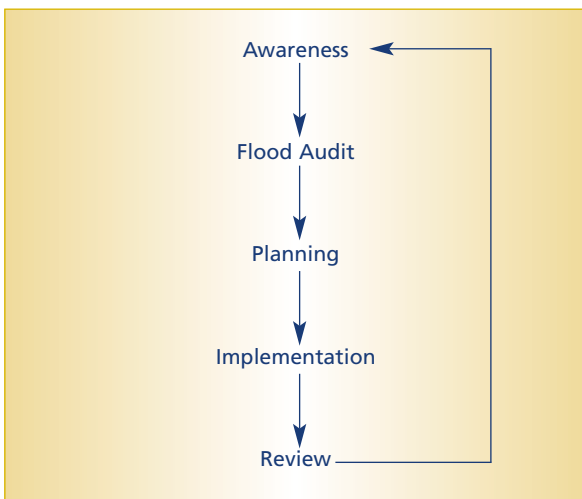 Awareness
Flood Audit
Planning
Implementation
Review